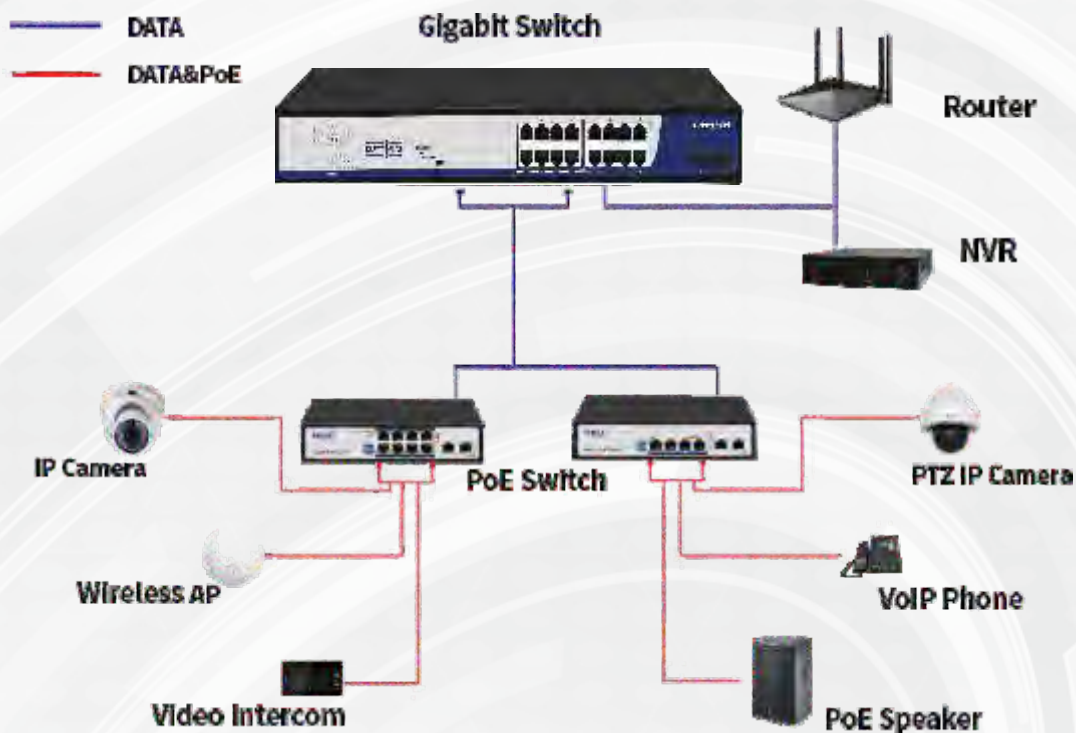 DATA
DATA&PoE
Gigabit Switch
Router
NVR
IP Camera
PoE Switch
PTZ IP Camera
Wireless AP
VoIP Phone
Video Intercom
PoE Speaker